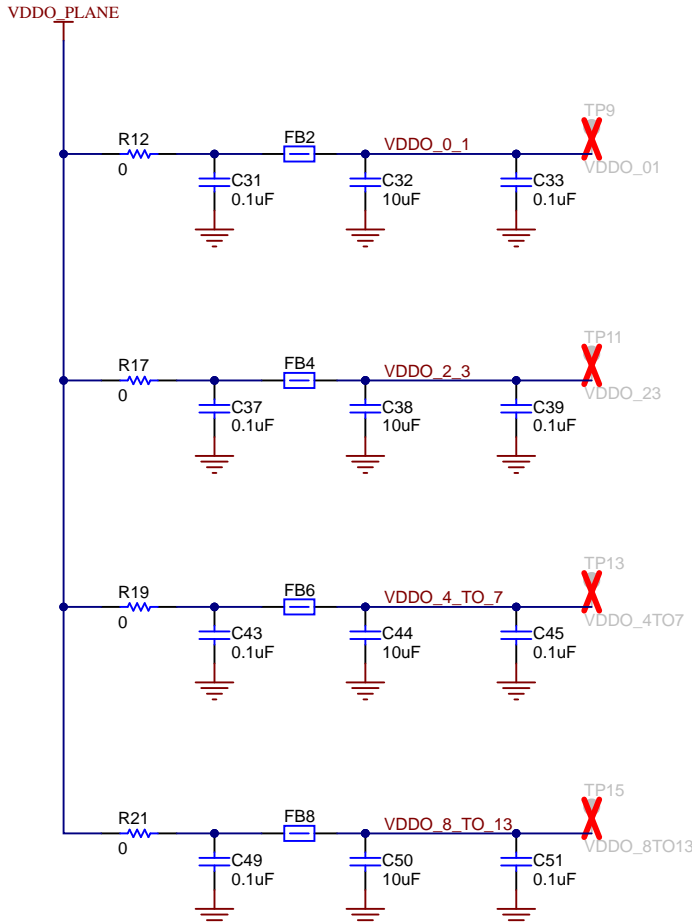 VDDO_PLANE
TP9
R12
FB2
VDDO_0_1
0
VDDO_01
C31
0.1uF
C32
10uF
C33
0.1uF
TP11
R17
FB4
VDDO_2_3
0
VDDO_23
C37
0.1uF
C38
10uF
C39
0.1uF
TP13
R19
FB6
VDDO_4_TO_7
0
VDDO_4TO7
C43
0.1uF
C44
10uF
C45
0.1uF
TP15
R21
FB8
VDDO_8_TO_13
0
VDDO_8TO13
C49
0.1uF
C50
10uF
C51
0.1uF